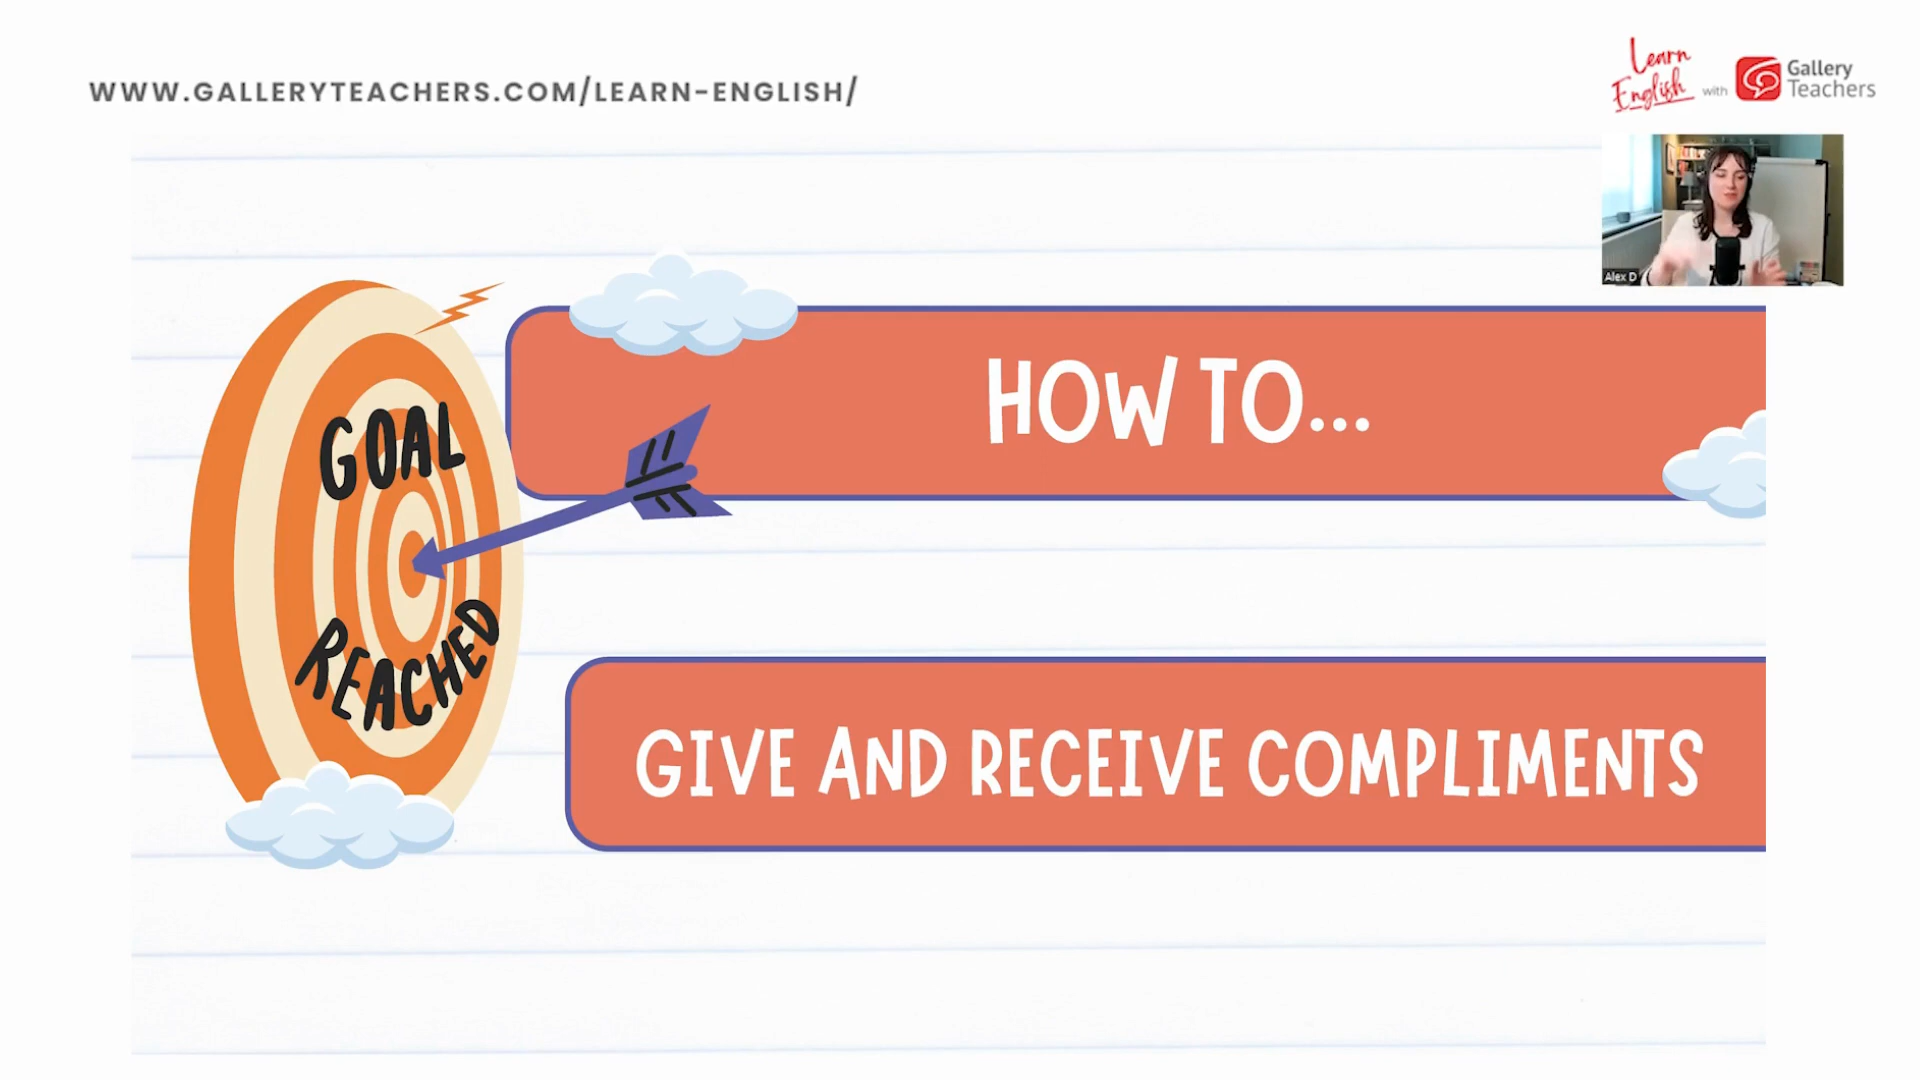 WWW.GALLERYTEACHERS.COM/LEARN-ENGLISH/
Learn
English with Gallery
Teachers
Alex D
HOW TO...
GOAL
REACHED
GIVE AND RECEIVE COMPLIMENTS